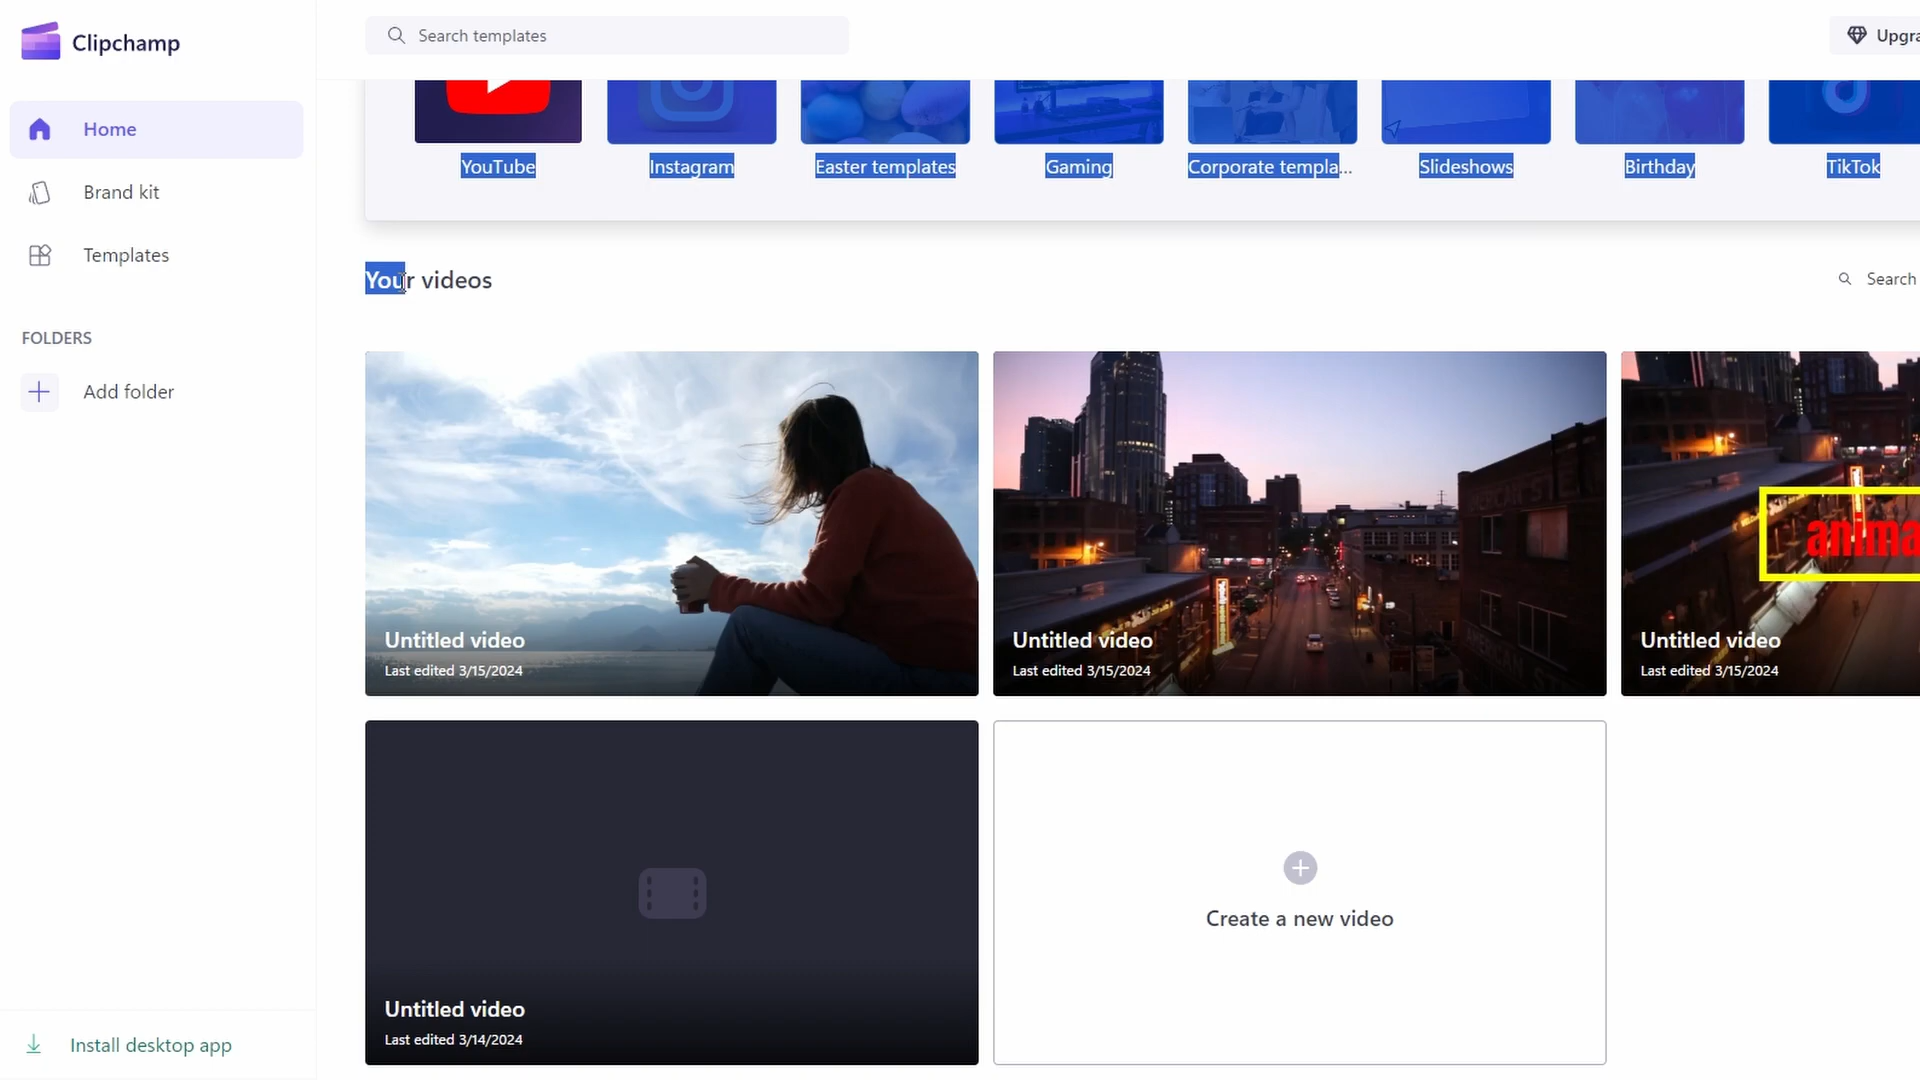 Clipchamp
Search templates
Upgra
Home
Brand kit
Templates
FOLDERS
Add folder
Install desktop app
YouTube
Instagram
Easter templates
Gaming
Corporate templa...
Slideshows
Birthday
TikTok
Your videos
Search
Untitled video
Last edited 3/15/2024
Untitled video
Last edited 3/15/2024
anima
Untitled video
Last edited 3/15/2024
Untitled video
Last edited 3/14/2024
Create a new video